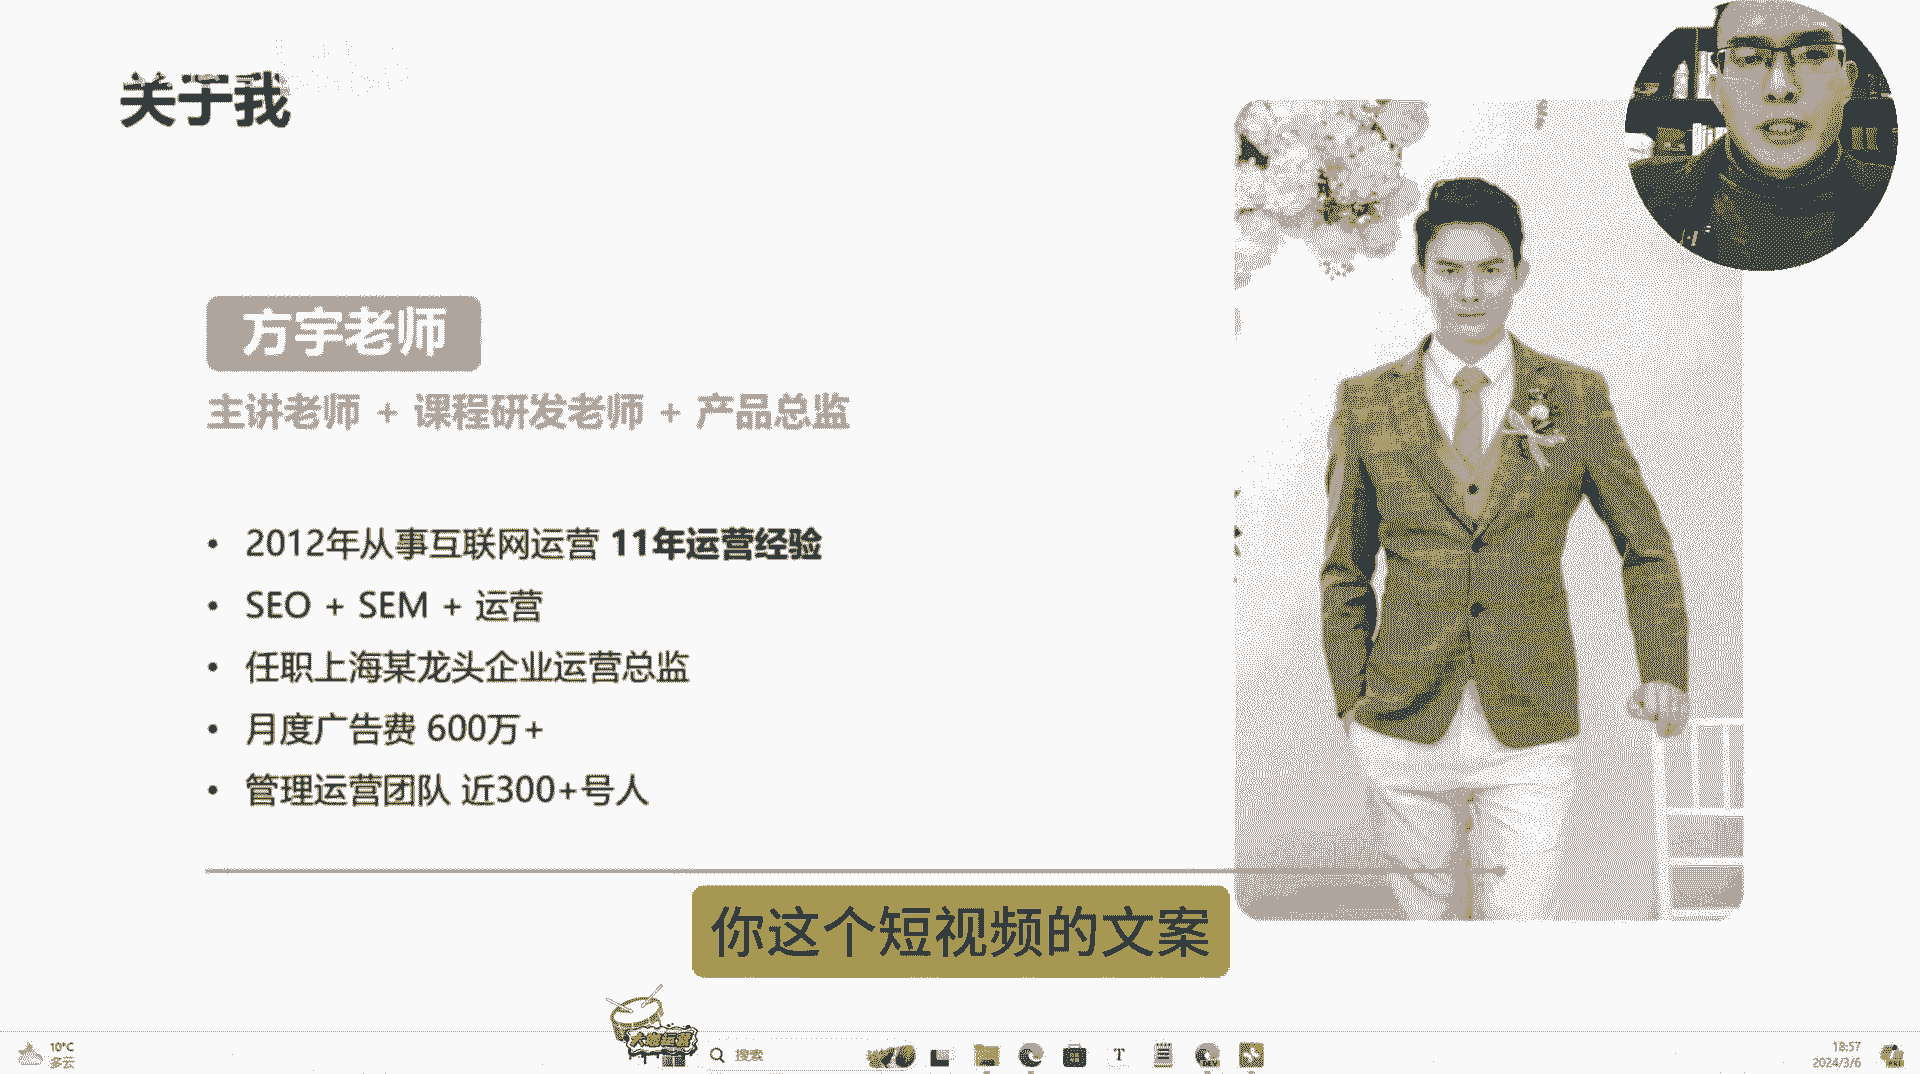 关于我
方宇老师
主讲老师 + 课程研发老师 + 产品总监
• 2012年从事互联网运营 11年运营经验
• SEO + SEM + 运营
• 任职上海某龙头企业运营总监
• 月度广告费 600万+
• 管理运营团队 近300+号人
你这个短视频的文案
10°C
多云
搜索
18:57
2024/3/6